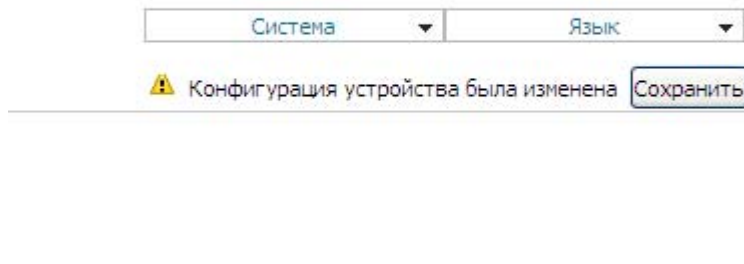 Система Язык
Конфигурация устройства была изменена Сохранить